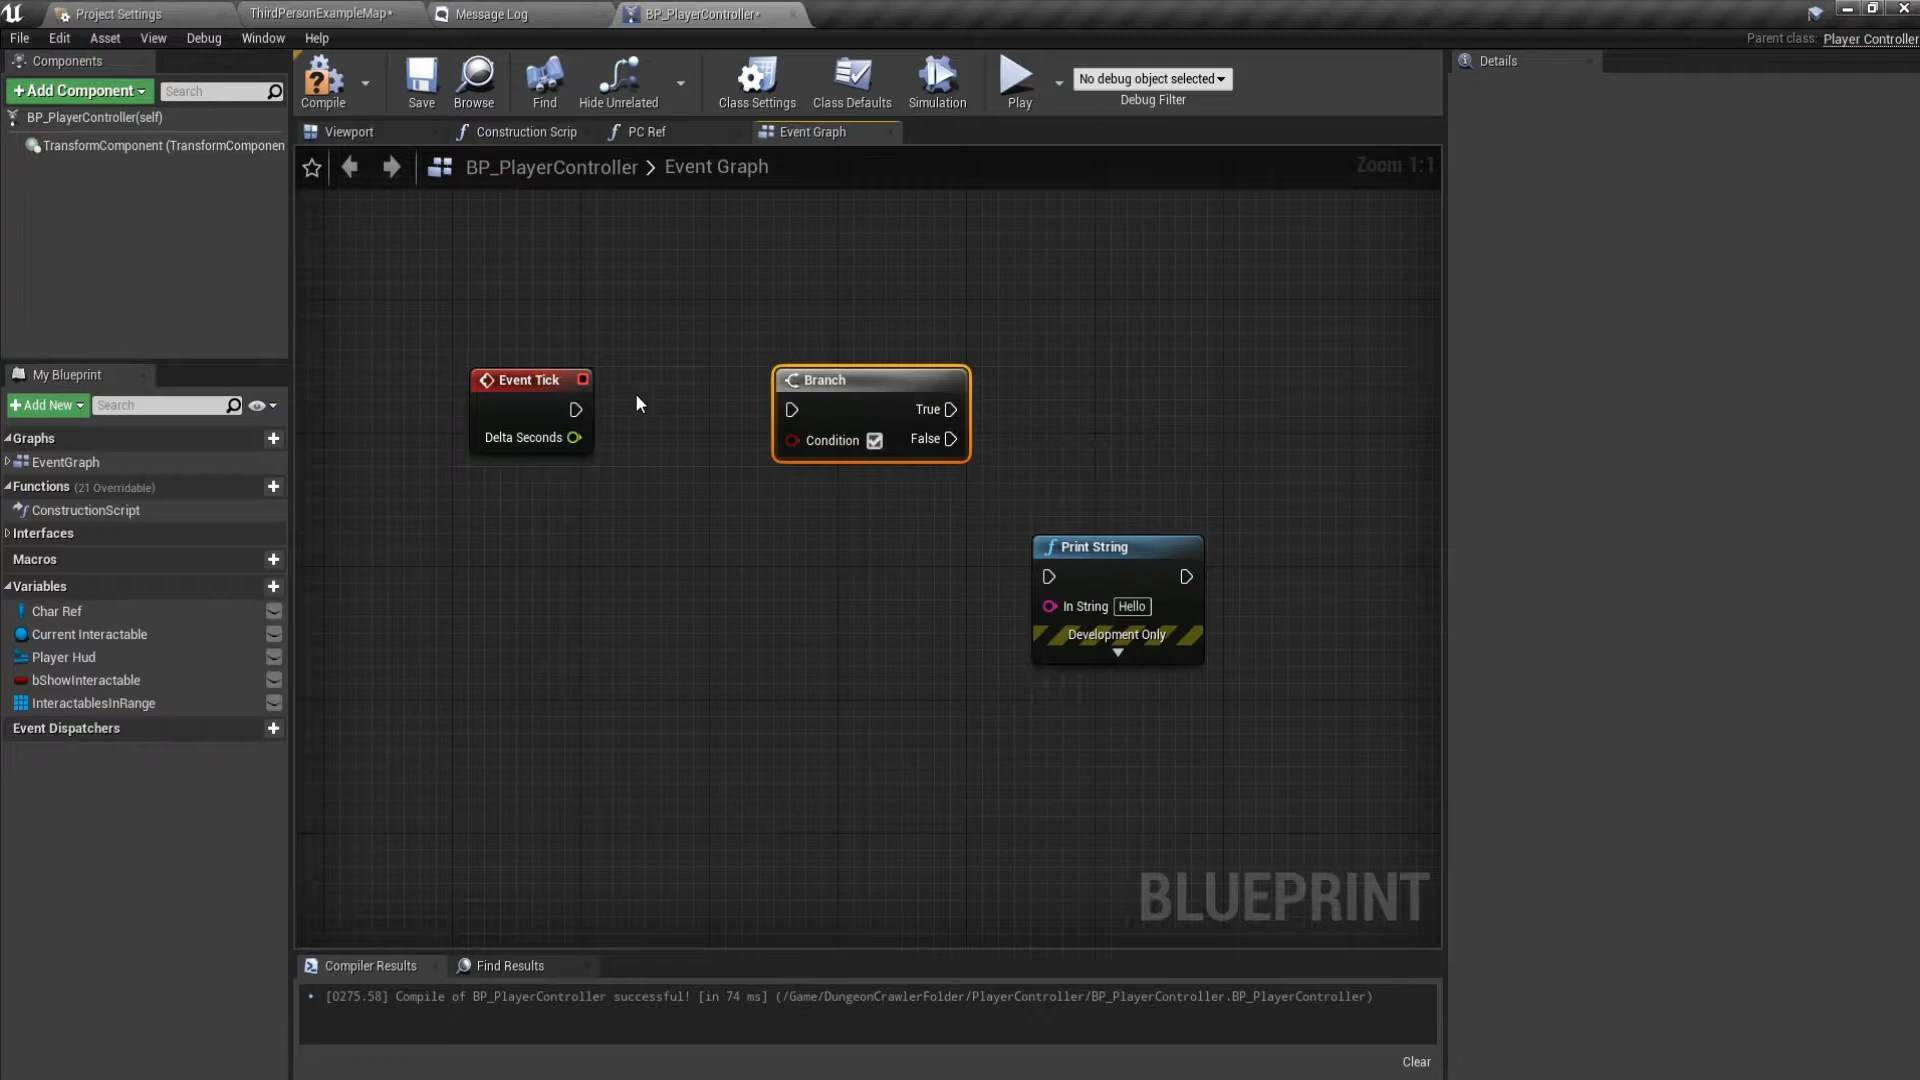 Project Settings
ThirdPersonExampleMap*
Message Log
BP_PlayerController*
File Edit Asset View Debug Window Help
Parent class: Player Controller
Components
+Add Component
Search
BP_PlayerController(self)
TransformComponent (TransformComponen
Compile
Save
Browse
Find
Hide Unrelated
Class Settings
Class Defaults
Simulation
Play
No debug object selected
Debug Filter
Details
Viewport
Construction Scrip
PC Ref
Event Graph
BP_PlayerController > Event Graph
Zoom 1:1
My Blueprint
+Add New
Search
Graphs
EventGraph
Functions (21 Overridable)
ConstructionScript
Interfaces
Macros
Variables
Char Ref
Current Interactable
Player Hud
bShowInteractable
InteractablesInRange
Event Dispatchers
Event Tick
Delta Seconds
Branch
True
Condition
False
Print String
In String Hello
Development Only
BLUEPRINT
Compiler Results
Find Results
[0275.58] Compile of BP_PlayerController successful! [in 74 ms] (/Game/DungeonCrawlerFolder/PlayerController/BP_PlayerController.BP_PlayerController)
Clear